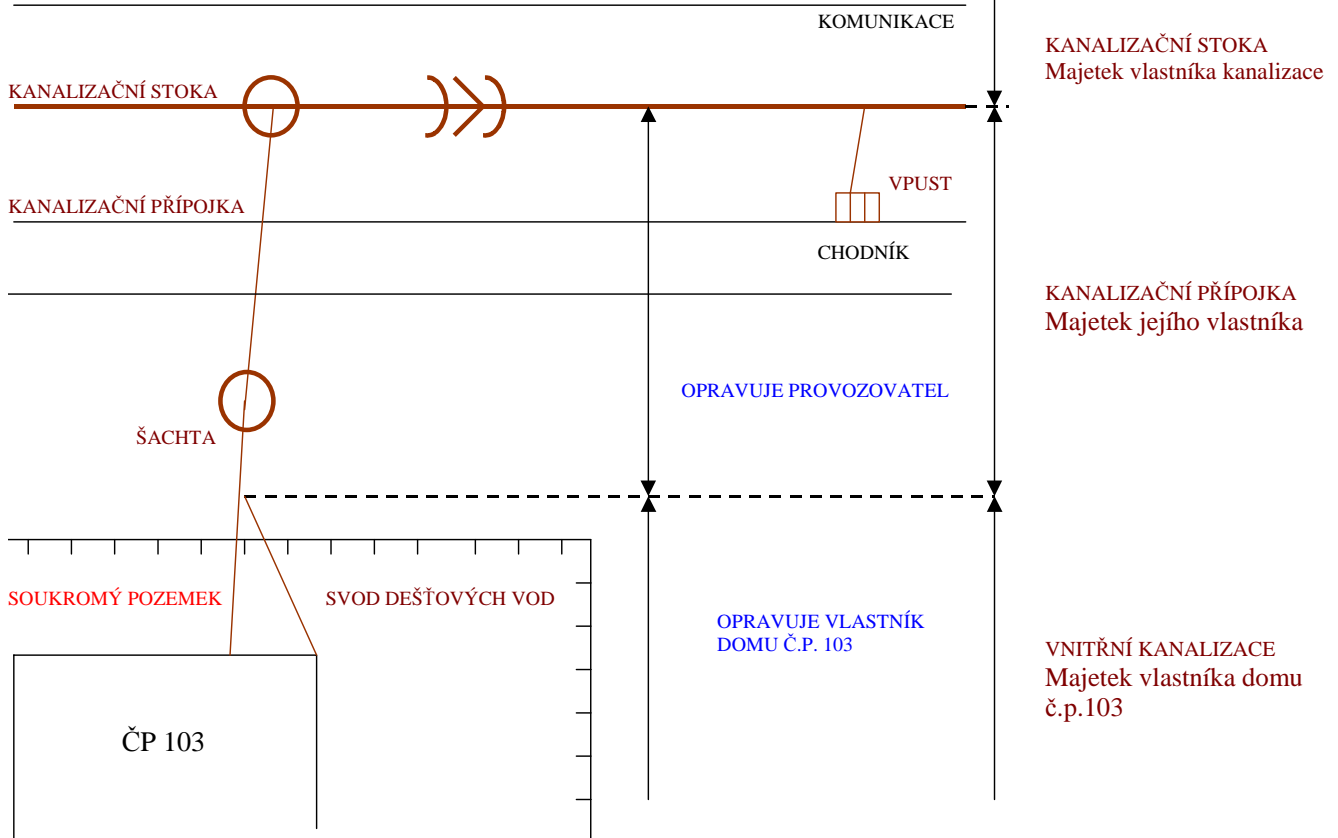 KOMUNIKACE
KANALIZAČNÍ STOKA
Majetek vlastníka kanalizace
KANALIZAČNÍ STOKA
VPUST
KANALIZAČNÍ PŘÍPOJKA
CHODNÍK
KANALIZAČNÍ PŘÍPOJKA
Majetek jejího vlastníka
OPRAVUJE PROVOZOVATEL
ŠACHTA
SOUKROMÝ POZEMEK
SVOD DEŠŤOVÝCH VOD
OPRAVUJE VLASTNÍK
DOMU Č.P. 103
VNITŘNÍ KANALIZACE
Majetek vlastníka domu
č.p.103
ČP 103